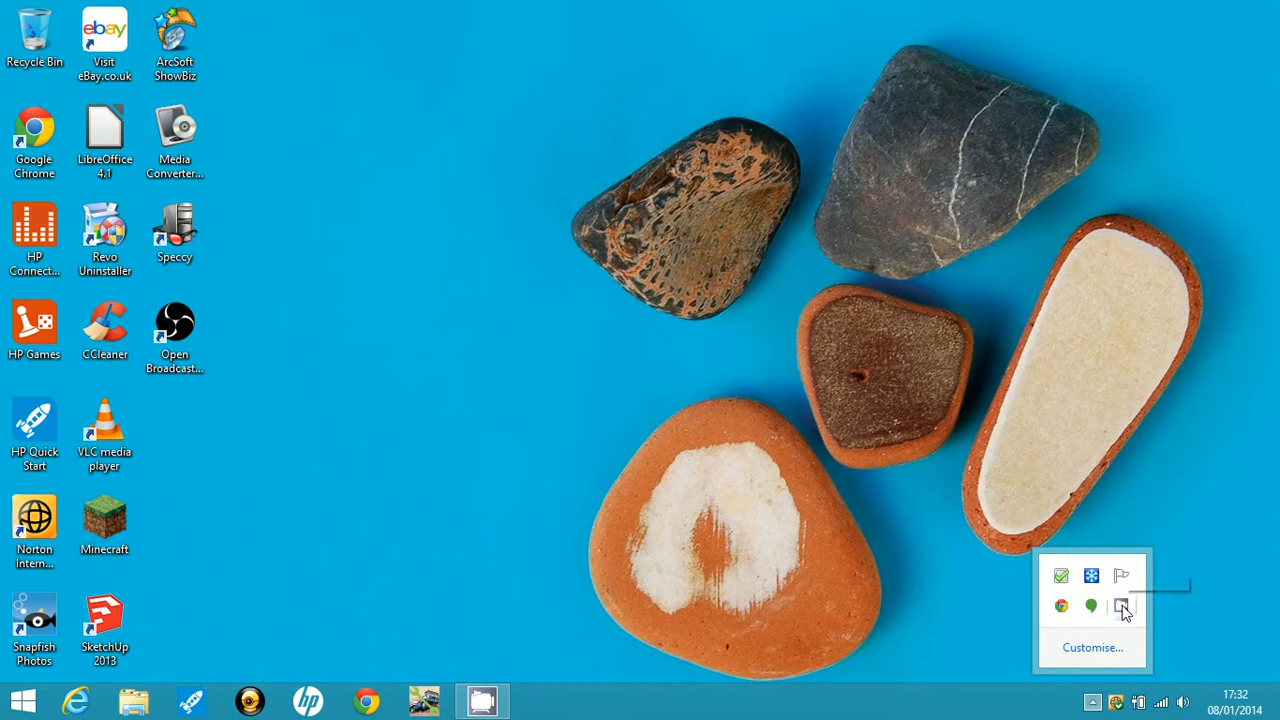 Recycle Bin
ebay
Visit
eBay.co.uk
ArcSoft
ShowBiz
Google
Chrome
LibreOffice
4.1
Media
Converter...
HP
Connect...
Revo
Uninstaller
Speccy
HP Games
CCleaner
Open
Broadcast...
HP Quick
Start
VLC media
player
Norton
Intern...
Minecraft
Snapfish
Photos
SketchUp
2013
Customise...
hp
17:32
08/01/2014